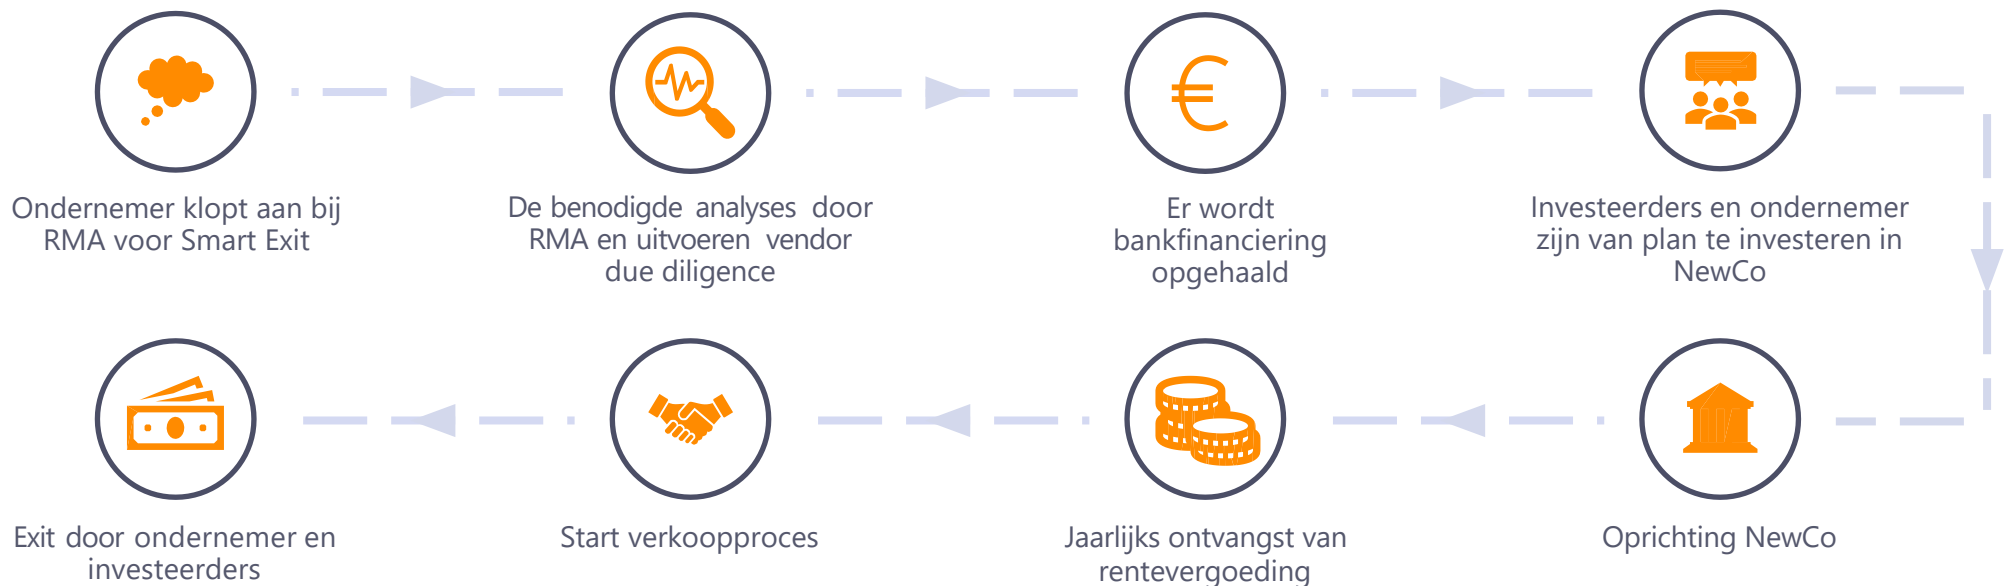 Ondernemer klopt aan bij
RMA voor Smart Exit
De benodigde analyses door
RMA en uitvoeren vendor
due diligence
Er wordt
bankfinanciering
opgehaald
Investeerders en ondernemer
zijn van plan te investeren in
NewCo
Oprichting NewCo
Jaarlijks ontvangst van
rentevergoeding
Start verkoopproces
Exit door ondernemer en
investeerders